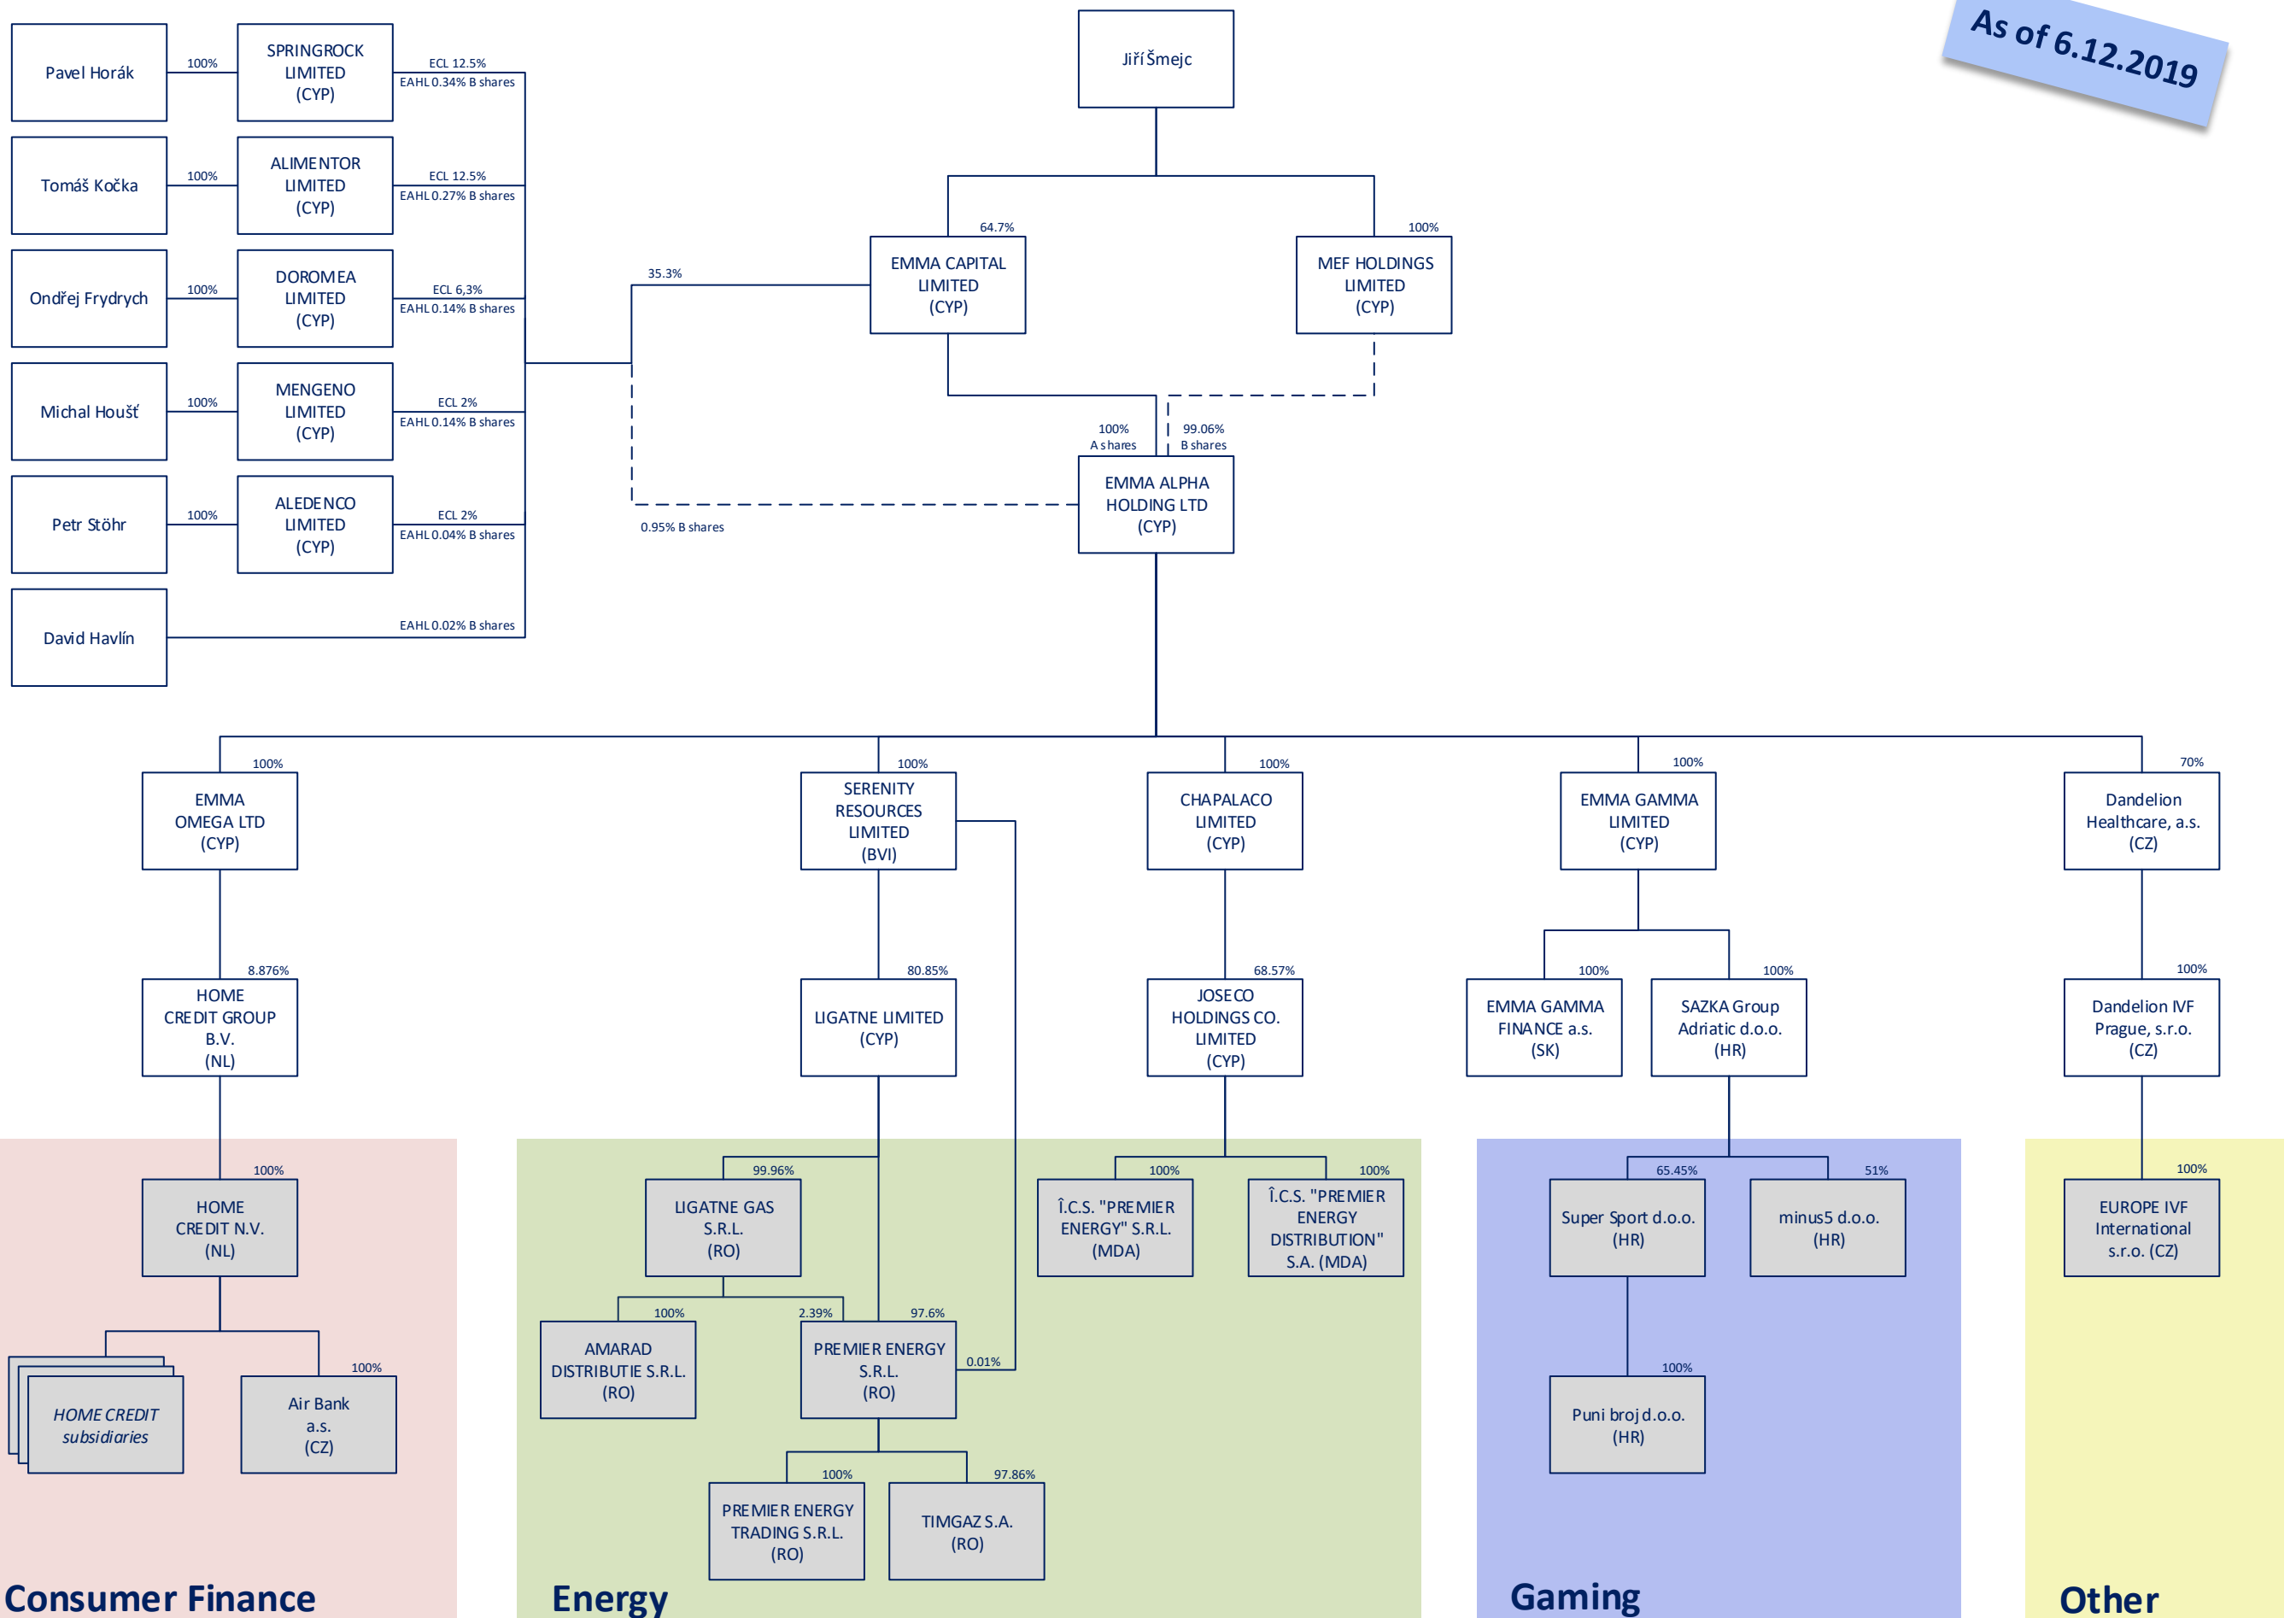 As of 6.12.2019
Jiří Šmejc
Pavel Horák
100%
SPRINGROCK
LIMITED
(CYP)
ECL 12.5%
EAHL 0.34% B shares
Tomáš Kočka
100%
ALIMENTOR
LIMITED
(CYP)
ECL 12.5%
EAHL 0.27% B shares
Ondřej Frydrych
100%
DOROMEA
LIMITED
(CYP)
ECL 6,3%
EAHL 0.14% B shares
Michal Houšť
100%
MENGENO
LIMITED
(CYP)
ECL 2%
EAHL 0.14% B shares
Petr Stöhr
100%
ALEDENCO
LIMITED
(CYP)
ECL 2%
EAHL 0.04% B shares
David Havlín
EAHL 0.02% B shares
35.3%
64.7%
EMMA CAPITAL
LIMITED
(CYP)
100%
MEF HOLDINGS
LIMITED
(CYP)
100%
A shares
99.06%
B shares
EMMA ALPHA
HOLDING LTD
(CYP)
0.95% B shares
100%
EMMA
OMEGA LTD
(CYP)
100%
SERENITY
RESOURCES
LIMITED
(BVI)
100%
CHAPALACO
LIMITED
(CYP)
100%
EMMA GAMMA
LIMITED
(CYP)
70%
Dandelion
Healthcare, a.s.
(CZ)
8.876%
HOME
CREDIT GROUP
B.V.
(NL)
80.85%
LIGATNE LIMITED
(CYP)
68.57%
JOSECO
HOLDINGS CO.
LIMITED
(CYP)
100%
EMMA GAMMA
FINANCE a.s.
(SK)
100%
SAZKA Group
Adriatic d.o.o.
(HR)
100%
Dandelion IVF
Prague, s.r.o.
(CZ)
100%
HOME
CREDIT N.V.
(NL)
99.96%
LIGATNE GAS
S.R.L.
(RO)
100%
Î.C.S. "PREMIER
ENERGY" S.R.L.
(MDA)
100%
Î.C.S. "PREMIER
ENERGY
DISTRIBUTION"
S.A. (MDA)
65.45%
Super Sport d.o.o.
(HR)
51%
minus5 d.o.o.
(HR)
100%
EUROPE IVF
International
s.r.o. (CZ)
HOME CREDIT
subsidiaries
100%
Air Bank
a.s.
(CZ)
100%
AMARAD
DISTRIBUTIE S.R.L.
(RO)
2.39%
97.6%
PREMIER ENERGY
S.R.L.
(RO)
0.01%
100%
Puni broj d.o.o.
(HR)
100%
PREMIER ENERGY
TRADING S.R.L.
(RO)
97.86%
TIMGAZ S.A.
(RO)
Consumer Finance
Energy
Gaming
Other